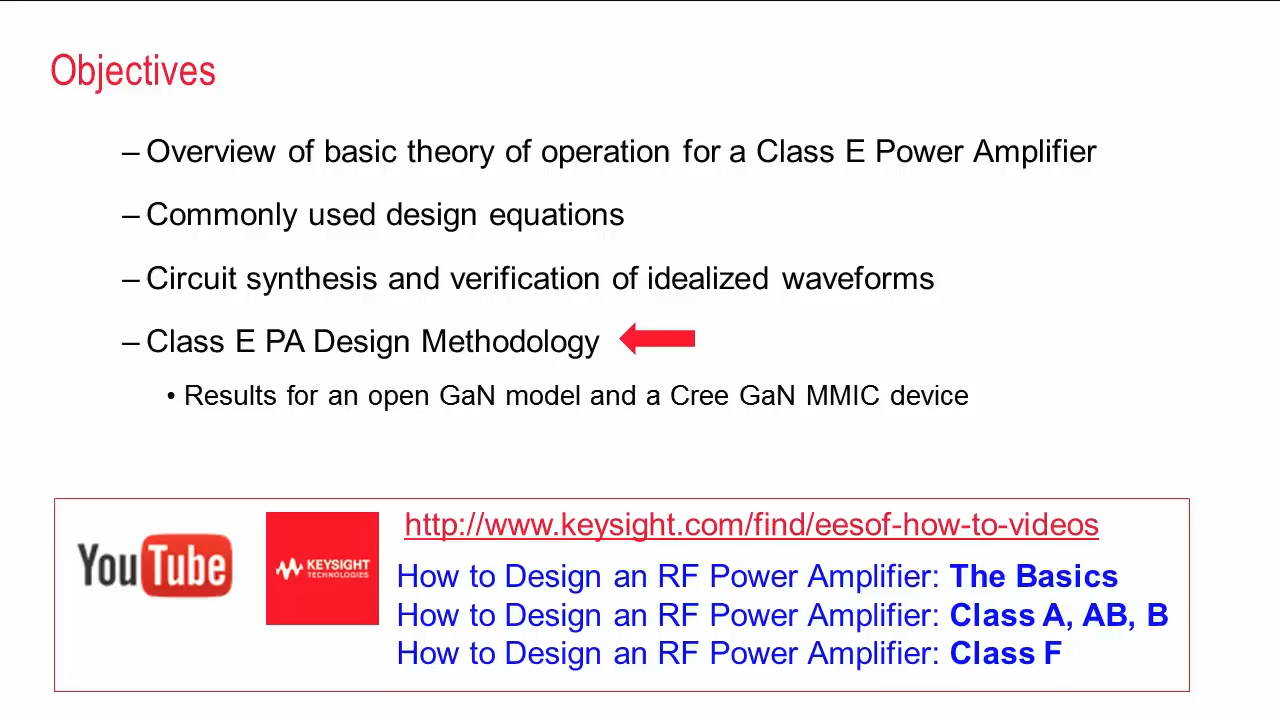 Objectives
– Overview of basic theory of operation for a Class E Power Amplifier
– Commonly used design equations
– Circuit synthesis and verification of idealized waveforms
– Class E PA Design Methodology
• Results for an open GaN model and a Cree GaN MMIC device
YouTube
KEYSIGHT
TECHNOLOGIES
http://www.keysight.com/find/eesof-how-to-videos
How to Design an RF Power Amplifier: The Basics
How to Design an RF Power Amplifier: Class A, AB, B
How to Design an RF Power Amplifier: Class F